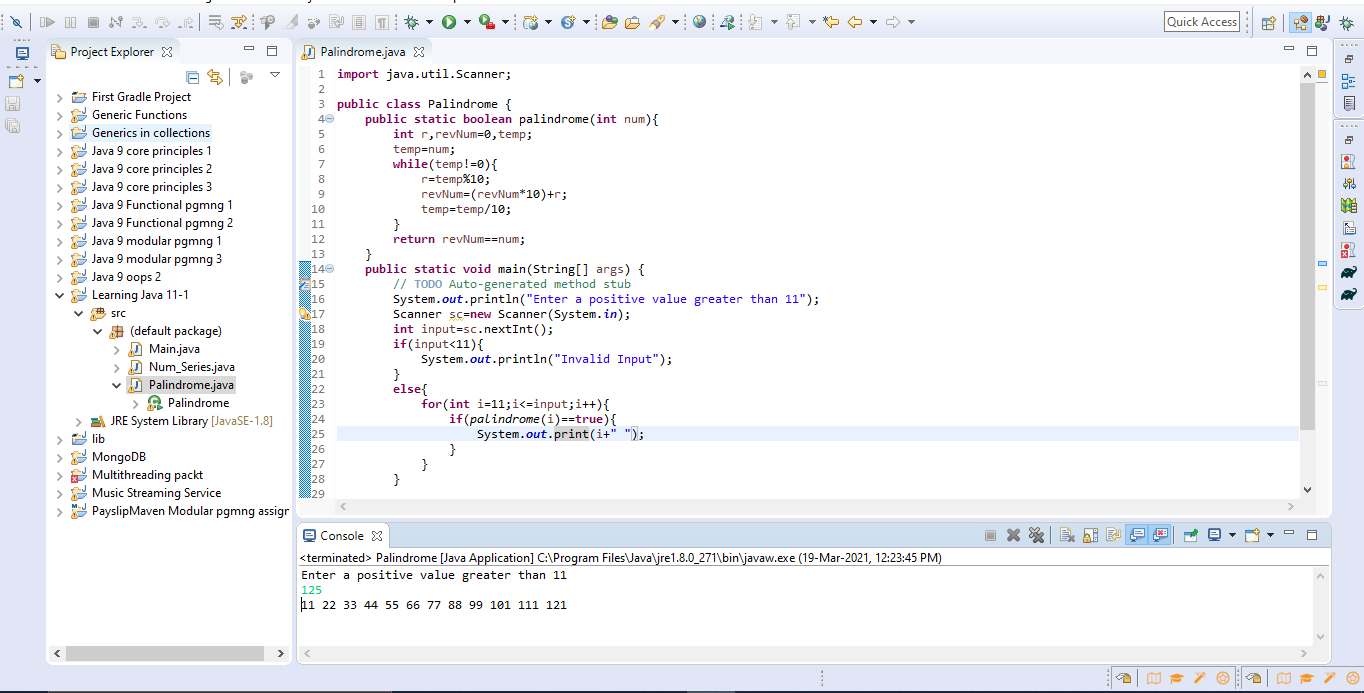 Quick Access
Project Explorer
First Gradle Project
Generic Functions
Generics in collections
Java 9 core principles 1
Java 9 core principles 2
Java 9 core principles 3
Java 9 Functional pgmng 1
Java 9 Functional pgmng 2
Java 9 modular pgmng 1
Java 9 modular pgmng 3
Java 9 oops 2
Learning Java 11-1
src
(default package)
Main.java
Num_Series.java
Palindrome.java
Palindrome
JRE System Library [JavaSE-1.8]
lib
MongoDB
Multithreading packt
Music Streaming Service
PayslipMaven Modular pgmng assigr
Palindrome.java
1 import java.util.Scanner;
2
3 public class Palindrome {
4 public static boolean palindrome(int num){
5 int r,revNum=0,temp;
6 temp=num;
7 while(temp!=0){
8 r=temp%10;
9 revNum=(revNum*10)+r;
10 temp=temp/10;
11 }
12 return revNum==num;
13 }
14 public static void main(String[] args) {
15 // TODO Auto-generated method stub
16 System.out.println("Enter a positive value greater than 11");
17 Scanner sc=new Scanner(System.in);
18 int input=sc.nextInt();
19 if(input<11){
20 System.out.println("Invalid Input");
21 }
22 else{
23 for(int i=11;i<=input;i++){
24 if(palindrome(i)==true){
25 System.out.print(i+" ");
26 }
27 }
28 }
29
Console
<terminated> Palindrome [Java Application] C:\Program Files\Java\jre1.8.0_271\bin\javaw.exe (19-Mar-2021, 12:23:45 PM)
Enter a positive value greater than 11
125
11 22 33 44 55 66 77 88 99 101 111 121